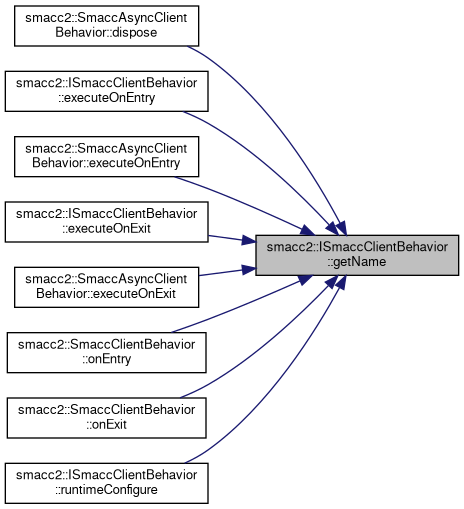 smacc2::SmaccAsyncClient
Behavior::dispose
smacc2::ISmaccClientBehavior
::executeOnEntry
smacc2::SmaccAsyncClient
Behavior::executeOnEntry
smacc2::ISmaccClientBehavior
::executeOnExit
smacc2::ISmaccClientBehavior
::getName
smacc2::SmaccAsyncClient
Behavior::executeOnExit
smacc2::SmaccClientBehavior
::onEntry
smacc2::SmaccClientBehavior
::onExit
smacc2::ISmaccClientBehavior
::runtimeConfigure